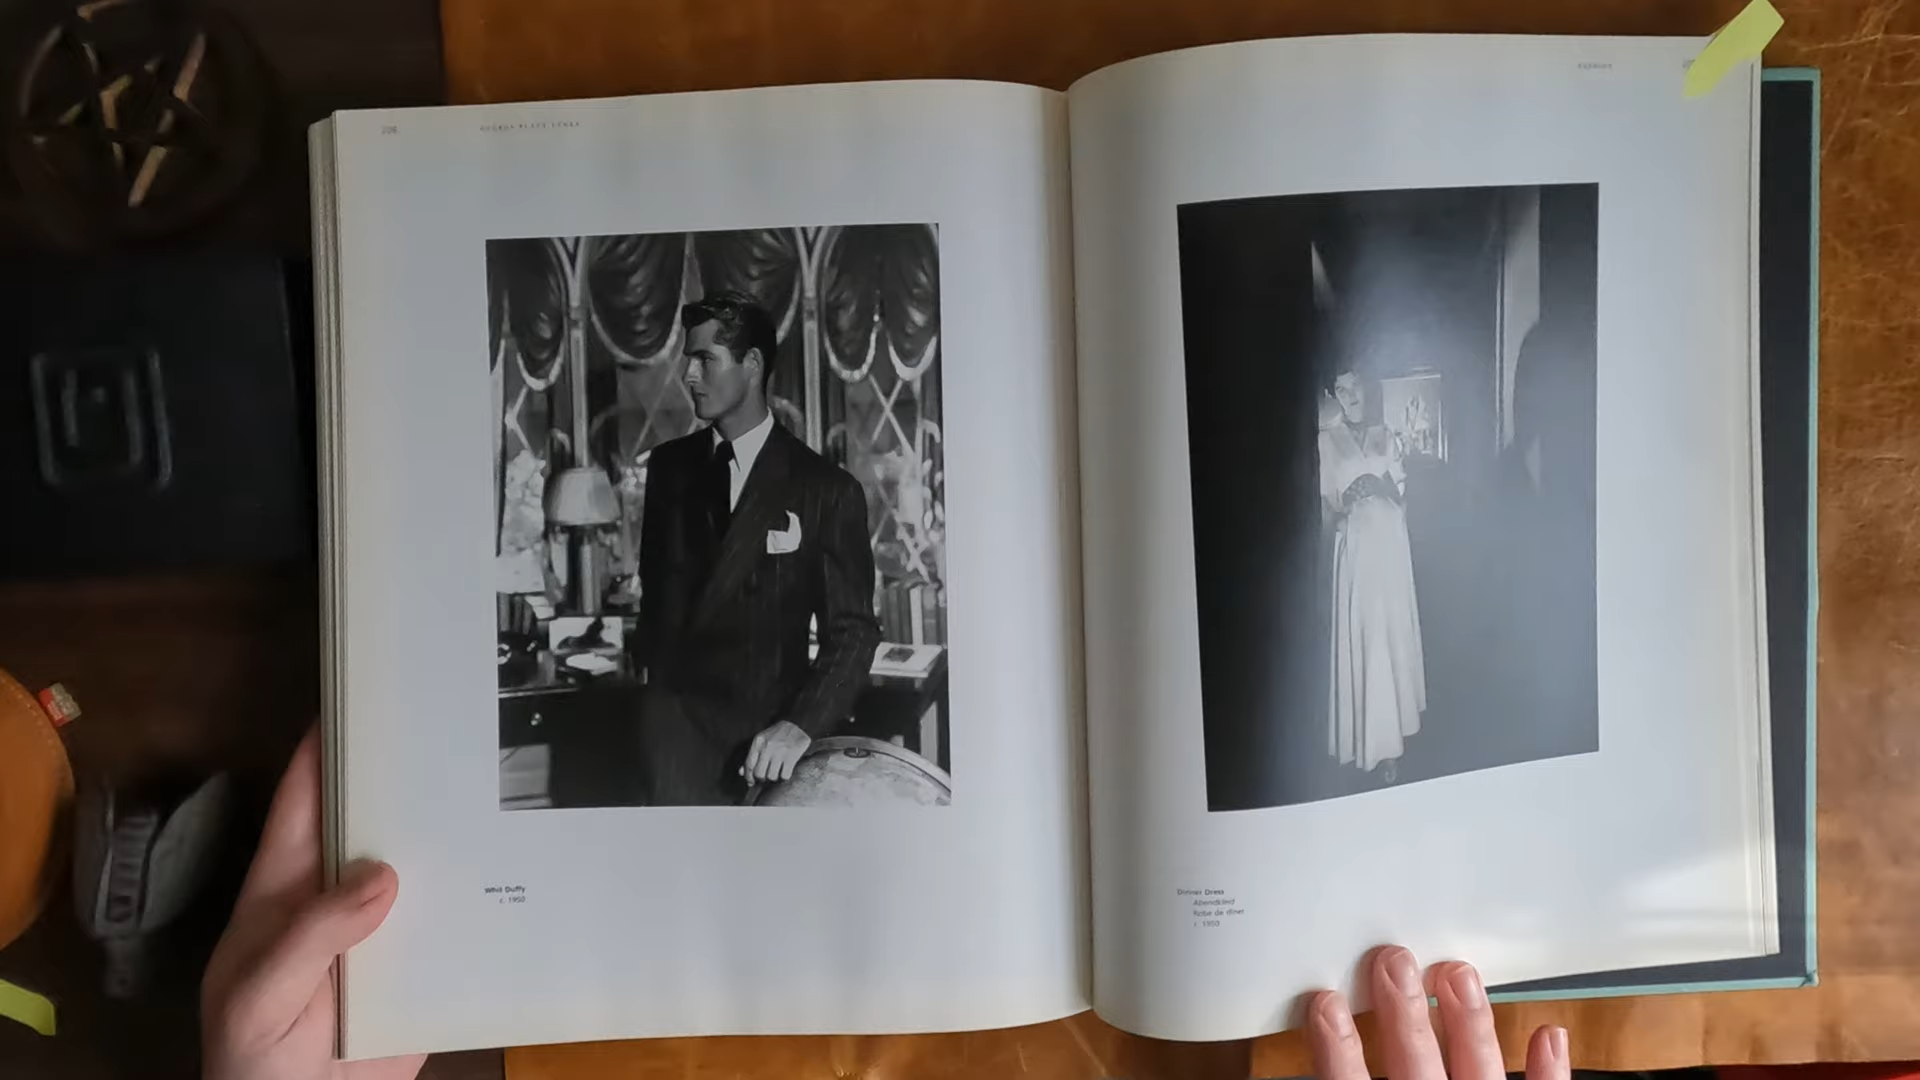 Whit Duffy
c. 1950
Dinner Dress
Abendkleid
Robe de dîner
c. 1950